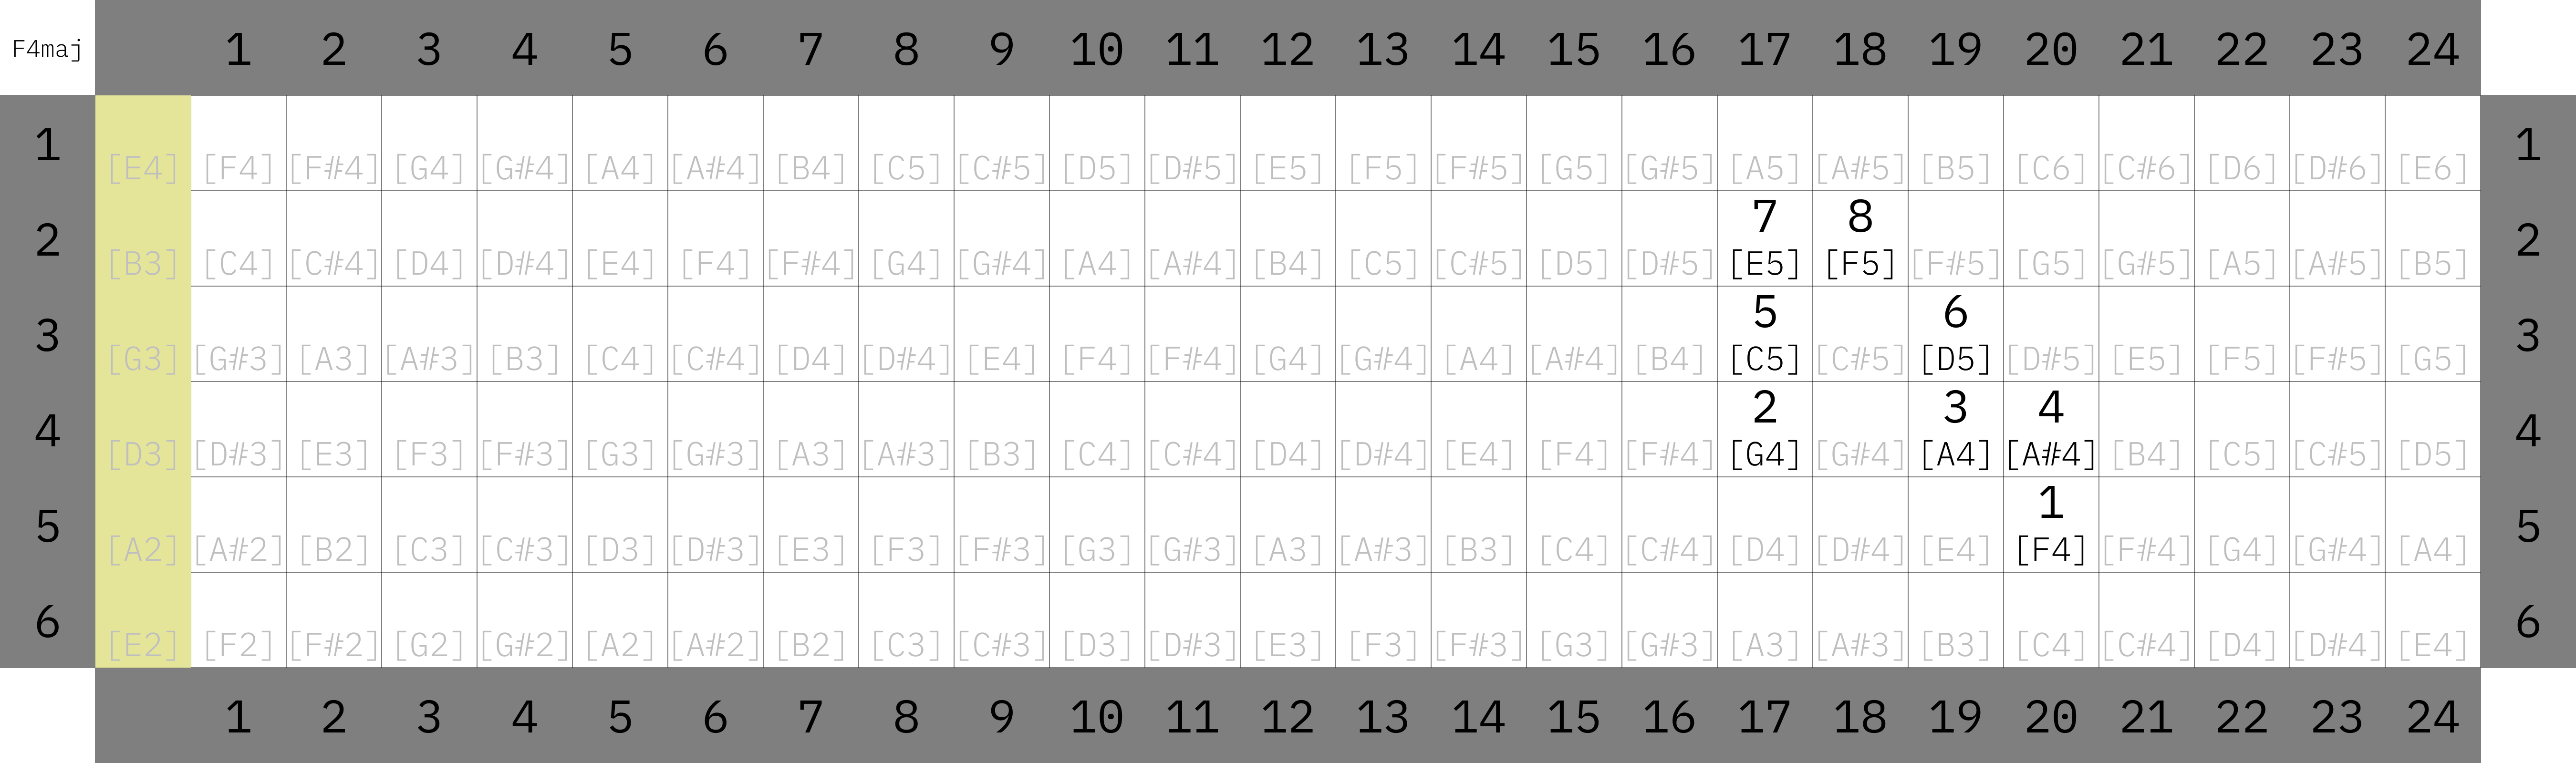 F4maj 1 2 3 4 5 6 7 8 9 10 11 12 13 14 15 16 17 18 19 20 21 22 23 24
1 [E4] [F4] [F#4] [G4] [G#4] [A4] [A#4] [B4] [C5] [C#5] [D5] [D#5] [E5] [F5] [F#5] [G5] [G#5] [A5] [A#5] [B5] [C6] [C#6] [D6] [D#6] [E6] 1
7 8
2 [B3] [C4] [C#4] [D4] [D#4] [E4] [F4] [F#4] [G4] [G#4] [A4] [A#4] [B4] [C5] [C#5] [D5] [D#5] [E5] [F5] [F#5] [G5] [G#5] [A5] [A#5] [B5] 2
5 6
3 [G3] [G#3] [A3] [A#3] [B3] [C4] [C#4] [D4] [D#4] [E4] [F4] [F#4] [G4] [G#4] [A4] [A#4] [B4] [C5] [C#5] [D5] [D#5] [E5] [F5] [F#5] [G5] 3
2 3 4
4 [D3] [D#3] [E3] [F3] [F#3] [G3] [G#3] [A3] [A#3] [B3] [C4] [C#4] [D4] [D#4] [E4] [F4] [F#4] [G4] [G#4] [A4] [A#4] [B4] [C5] [C#5] [D5] 4
1
5 [A2] [A#2] [B2] [C3] [C#3] [D3] [D#3] [E3] [F3] [F#3] [G3] [G#3] [A3] [A#3] [B3] [C4] [C#4] [D4] [D#4] [E4] [F4] [F#4] [G4] [G#4] [A4] 5
6 [E2] [F2] [F#2] [G2] [G#2] [A2] [A#2] [B2] [C3] [C#3] [D3] [D#3] [E3] [F3] [F#3] [G3] [G#3] [A3] [A#3] [B3] [C4] [C#4] [D4] [D#4] [E4] 6
1 2 3 4 5 6 7 8 9 10 11 12 13 14 15 16 17 18 19 20 21 22 23 24